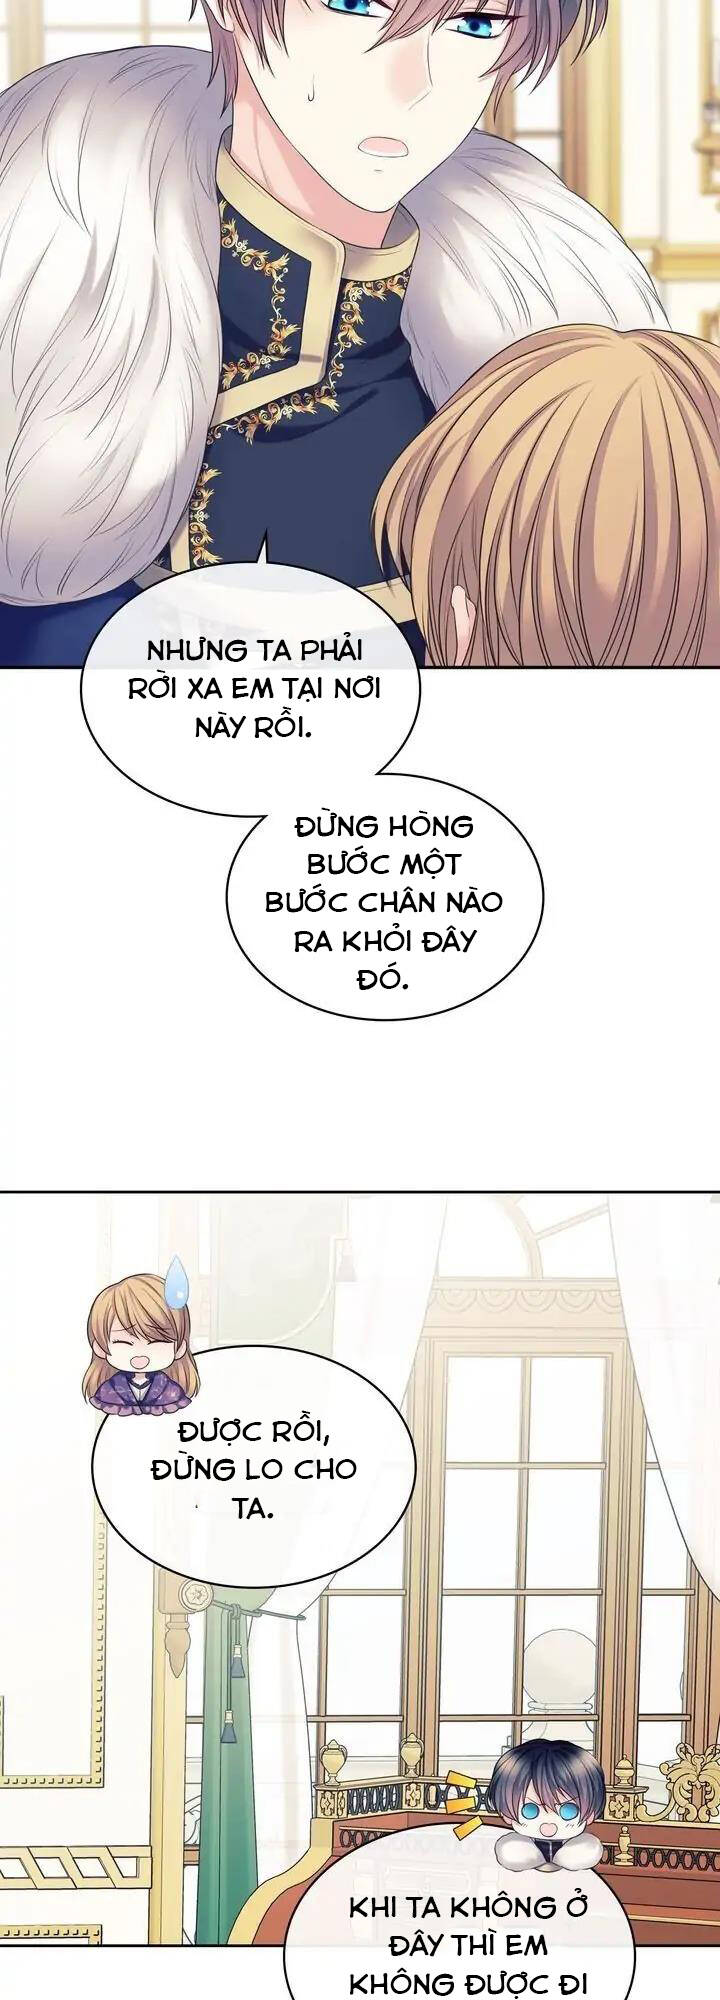 NHƯNG TA PHẢI
RỜI XA EM TẠI NƠI
NÀY RỒI.
ĐỪNG HÒNG
BƯỚC MỘT
BƯỚC CHÂN NÀO
RA KHỎI ĐÂY
ĐÓ.
ĐƯỢC RỒI,
ĐỪNG LO CHO
TA.
KHI TA KHÔNG Ở
ĐÂY THÌ EM
KHÔNG ĐƯỢC ĐI